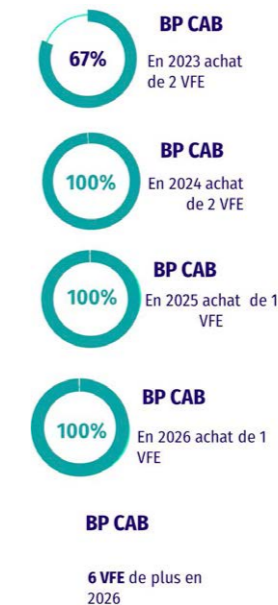 BP CAB
67%
En 2023 achat
de 2 VFE
BP CAB
100%
En 2024 achat
de 2 VFE
BP CAB
100%
En 2025 achat de 1
VFE
BP CAB
100%
En 2026 achat de 1
VFE
BP CAB
6 VFE de plus en
2026